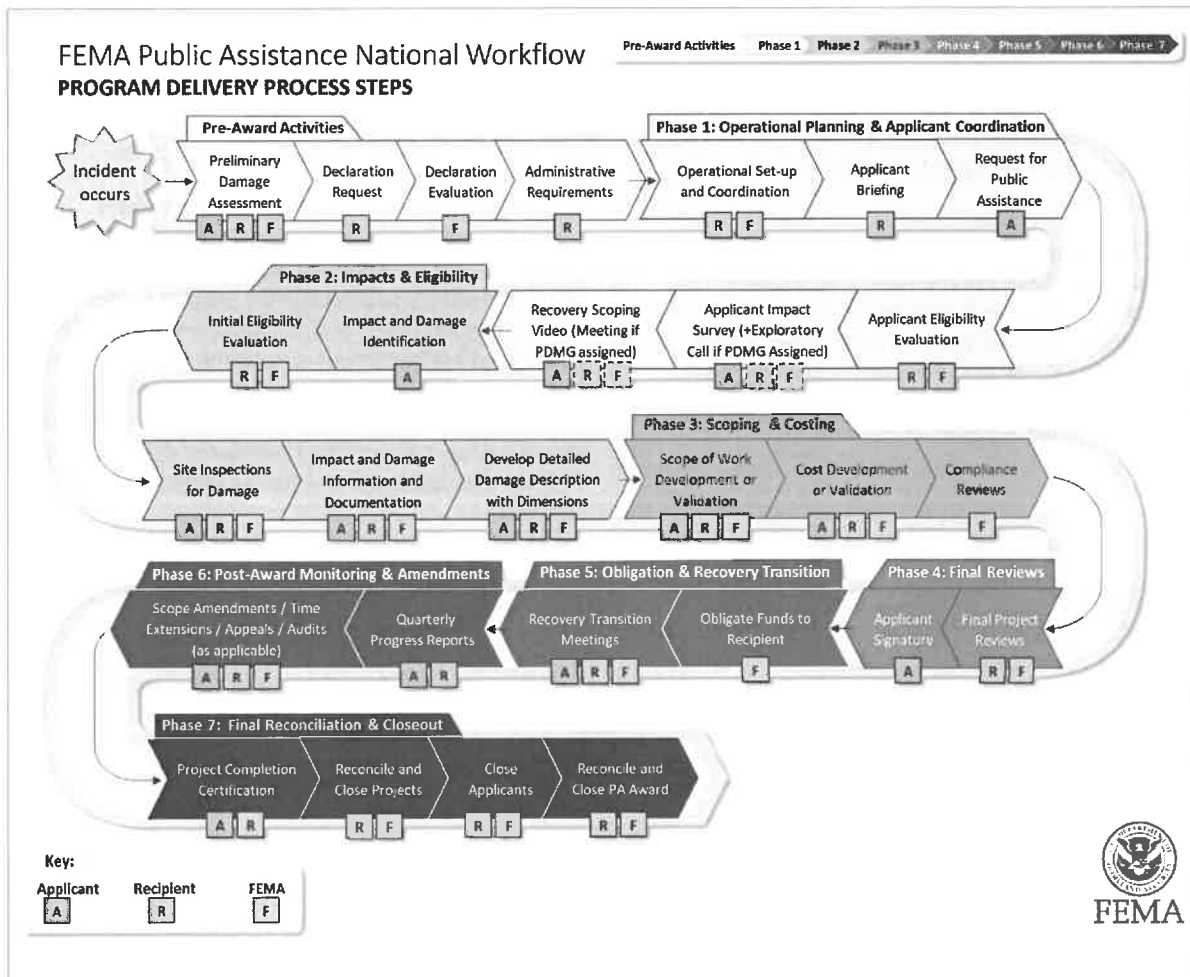 FEMA Public Assistance National Workflow
PROGRAM DELIVERY PROCESS STEPS
Pre-Award Activities Phase 1 Phase 2 Phase 3 Phase 4 Phase 5 Phase 6 Phase 7
Incident
occurs
Pre-Award Activities
Preliminary
Damage
Assessment
A R F
Declaration
Request
R
Declaration
Evaluation
F
Administrative
Requirements
R
Phase 1: Operational Planning & Applicant Coordination
Operational Set-up
and Coordination
R F
Applicant
Briefing
R
Request for
Public
Assistance
A
Applicant Eligibility
Evaluation
R F
Applicant Impact
Survey (+Exploratory
Call if PDMG Assigned)
A R F
Recovery Scoping
Video (Meeting if
PDMG assigned)
A R F
Phase 2: Impacts & Eligibility
Impact and Damage
Identification
A
Initial Eligibility
Evaluation
R F
Site Inspections
for Damage
A R F
Impact and Damage
Information and
Documentation
A R F
Develop Detailed
Damage Description
with Dimensions
A R F
Phase 3: Scoping & Costing
Scope of Work
Development or
Validation
A R F
Cost Development
or Validation
A R F
Compliance
Reviews
F
Phase 4: Final Reviews
Final Project
Reviews
R F
Applicant
Signature
A
Phase 5: Obligation & Recovery Transition
Obligate Funds to
Recipient
F
Recovery Transition
Meetings
A R F
Phase 6: Post-Award Monitoring & Amendments
Quarterly
Progress Reports
A R
Scope Amendments / Time
Extensions / Appeals / Audits
(as applicable)
A R F
Phase 7: Final Reconciliation & Closeout
Project Completion
Certification
A R
Reconcile and
Close Projects
R F
Close
Applicants
R F
Reconcile and
Close PA Award
R F
Key:
Applicant Recipient FEMA
A R F
FEMA